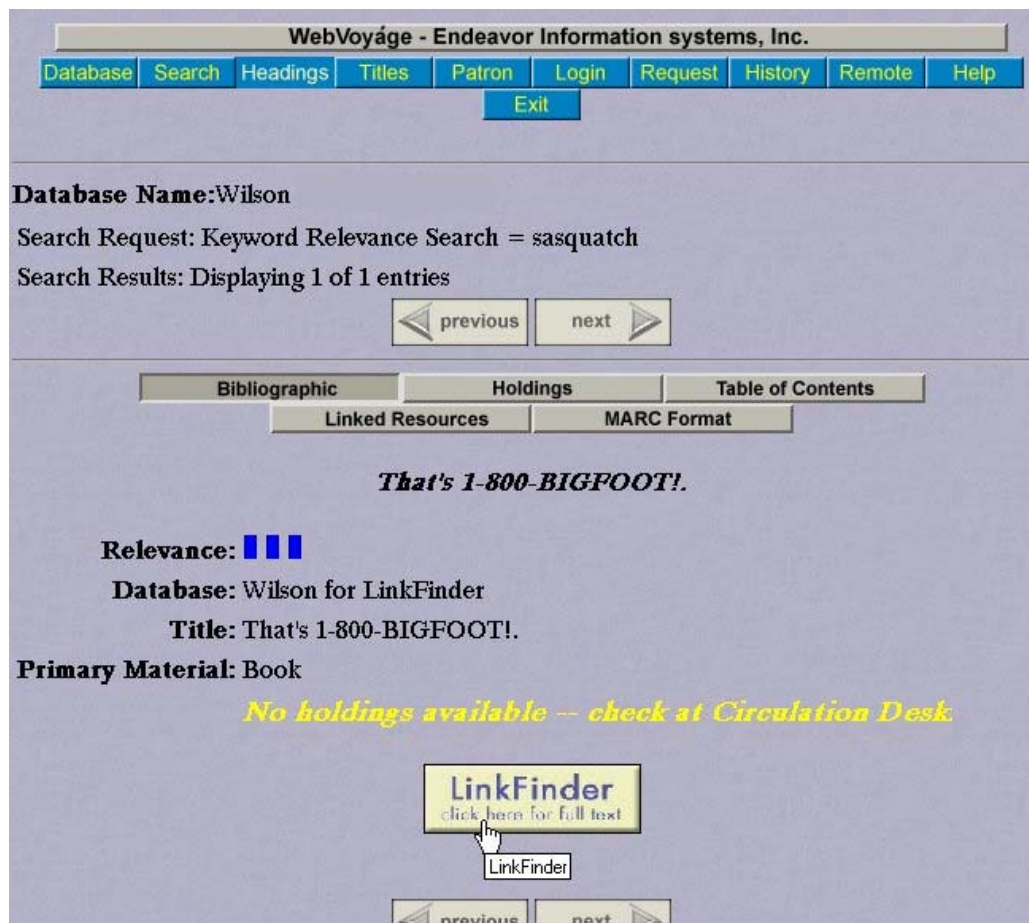 WebVoyáge - Endeavor Information systems, Inc.
Database Search Headings Titles Patron Login Request History Remote Help
Exit
Database Name:Wilson
Search Request: Keyword Relevance Search = sasquatch
Search Results: Displaying 1 of 1 entries
previous next
Bibliographic Holdings Table of Contents
Linked Resources MARC Format
That's 1-800-BIGFOOT!.
Relevance:
Database: Wilson for LinkFinder
Title: That's 1-800-BIGFOOT!.
Primary Material: Book
No holdings available -- check at Circulation Desk.
LinkFinder
click here for full text
LinkFinder
previous next